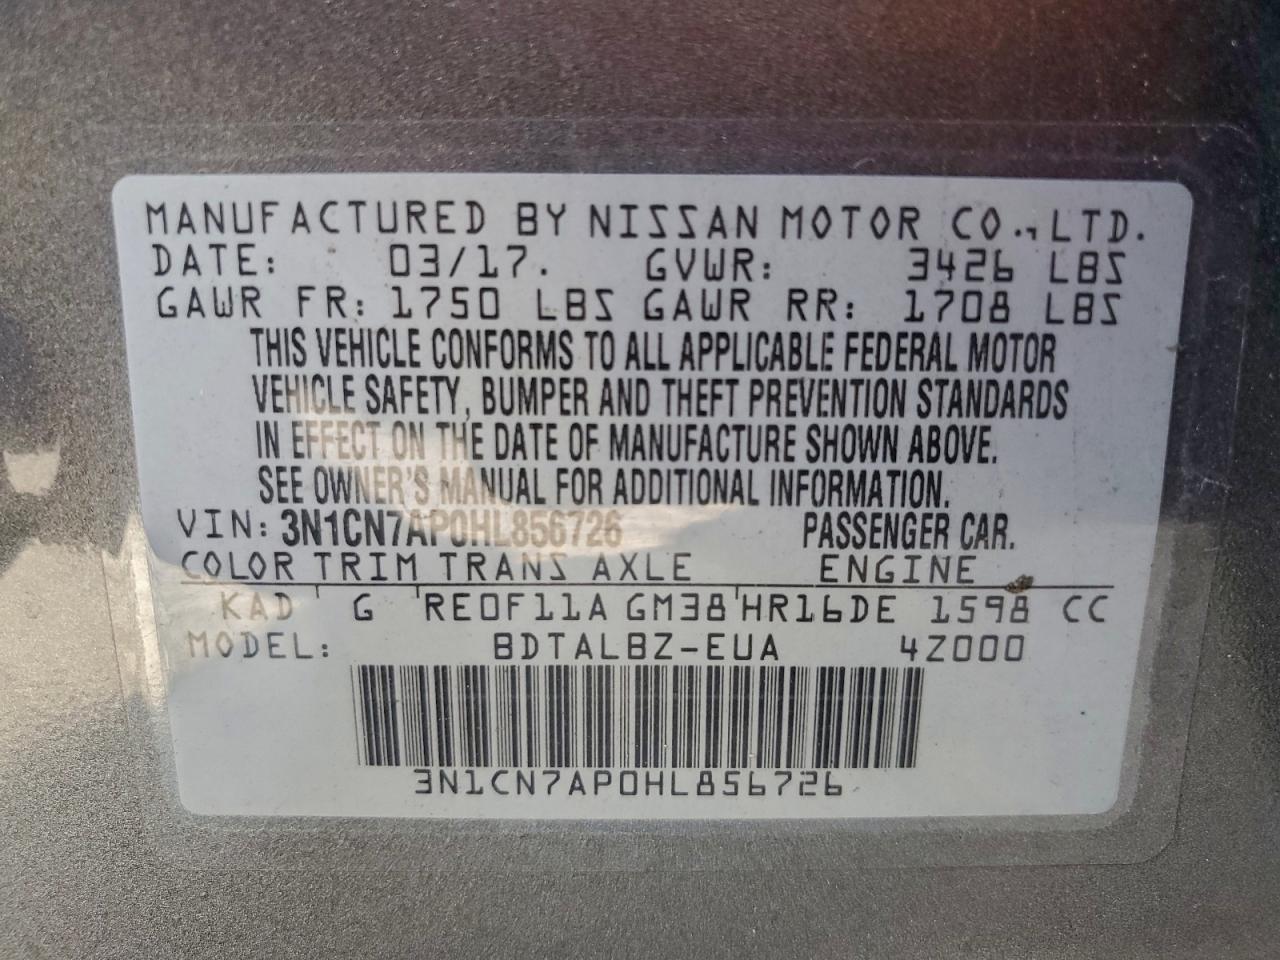 MANUFACTURED BY NISSAN MOTOR CO., LTD.
DATE: 03/17. GVWR: 3426 LBS
GAWR FR: 1750 LBS GAWR RR: 1708 LBS
THIS VEHICLE CONFORMS TO ALL APPLICABLE FEDERAL MOTOR
VEHICLE SAFETY, BUMPER AND THEFT PREVENTION STANDARDS
IN EFFECT ON THE DATE OF MANUFACTURE SHOWN ABOVE.
SEE OWNER'S MANUAL FOR ADDITIONAL INFORMATION.
VIN: 3N1CN7AP0HL856726 PASSENGER CAR.
COLOR TRIM TRANS AXLE ENGINE
KAD G RE0F11A GM38 HR16DE 1598 CC
MODEL: BDTALBZ-EUA 4Z000
3N1CN7AP0HL856726